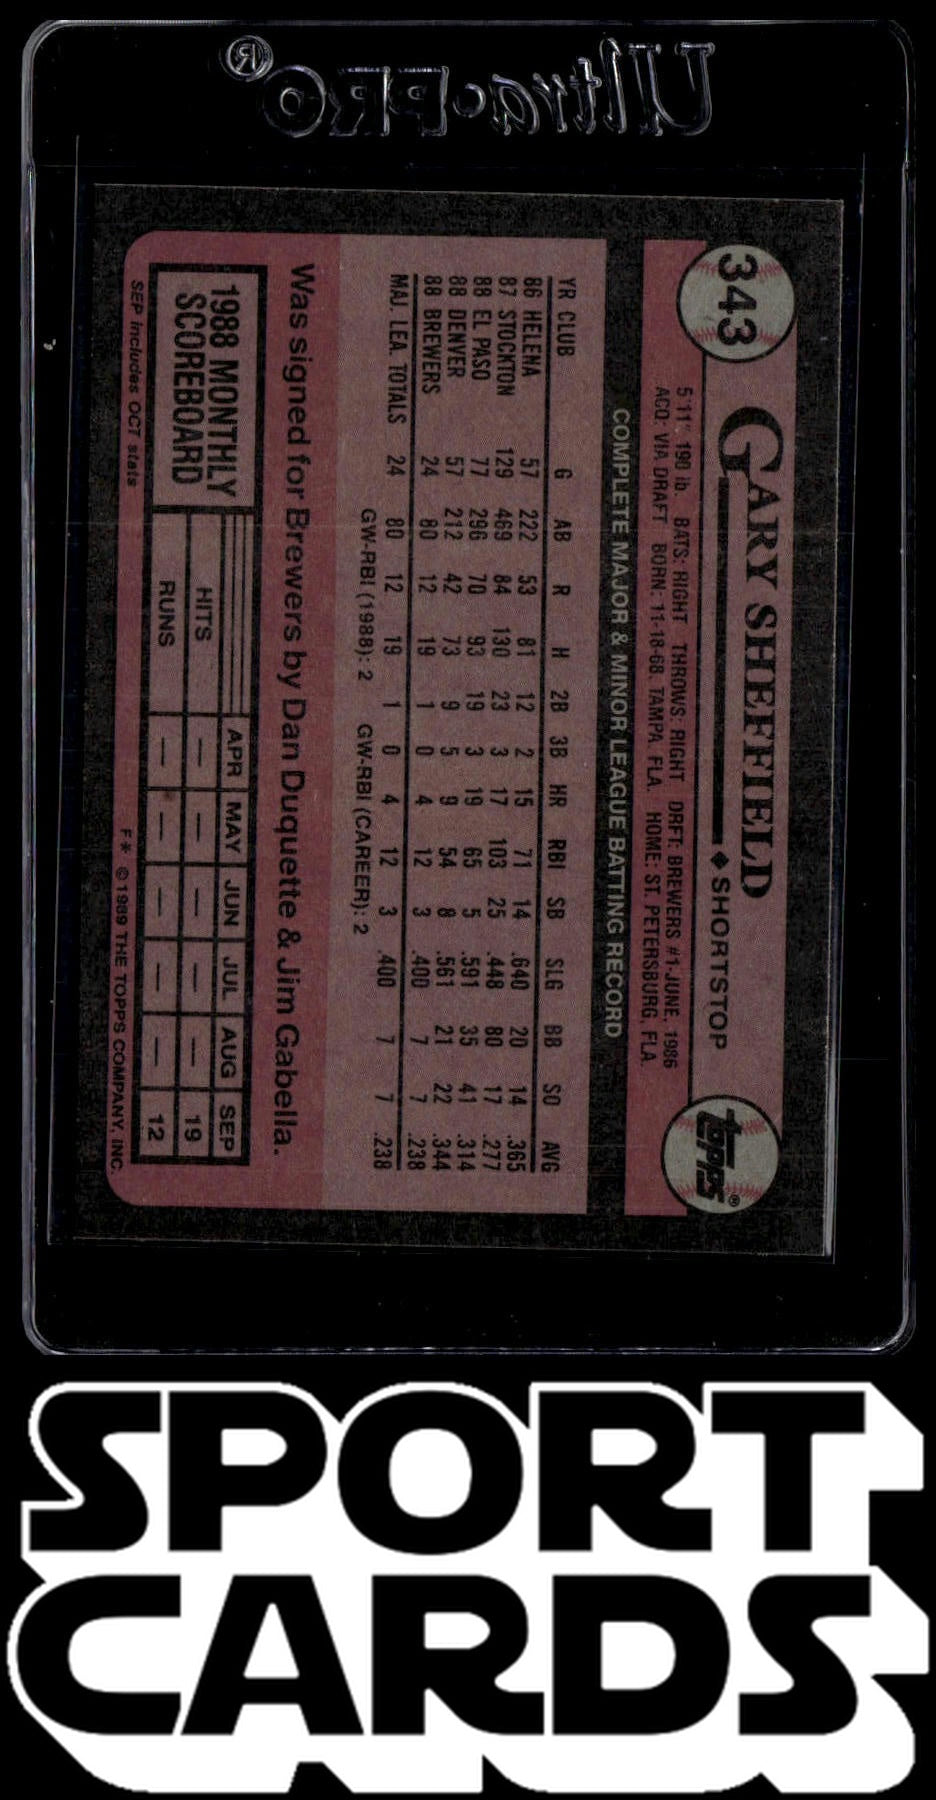 Ultra•PRO®
343
GARY SHEFFIELD
◆SHORTSTOP
topps®
5'11" 190 lb. BATS: RIGHT THROWS: RIGHT DRFT: BREWERS #1-JUNE, 1986
ACQ: VIA DRAFT BORN: 11-18-68, TAMPA, FLA. HOME: ST. PETERSBURG, FLA.
COMPLETE MAJOR & MINOR LEAGUE BATTING RECORD
YR CLUB G AB R H 2B 3B HR RBI SB SLG BB SO AVG
86 HELENA 57 222 53 81 12 2 15 71 14 .640 20 14 .365
87 STOCKTON 129 469 84 130 23 3 17 103 25 .448 80 17 .277
88 EL PASO 77 296 70 93 19 3 19 65 5 .591 35 41 .314
88 DENVER 57 212 42 73 9 5 9 54 8 .561 21 22 .344
88 BREWERS 24 80 12 19 1 0 4 12 3 .400 7 7 .238
MAJ. LEA. TOTALS 24 80 12 19 1 0 4 12 3 .400 7 7 .238
GW-RBI (1988): 2 GW-RBI (CAREER): 2
Was signed for Brewers by Dan Duquette & Jim Gabella.
1988 MONTHLY
SCOREBOARD
APR MAY JUN JUL AUG SEP
HITS — — — — — 19
RUNS — — — — — 12
SEP includes OCT stats
F* ©1989 THE TOPPS COMPANY, INC.
SPORT
CARDS